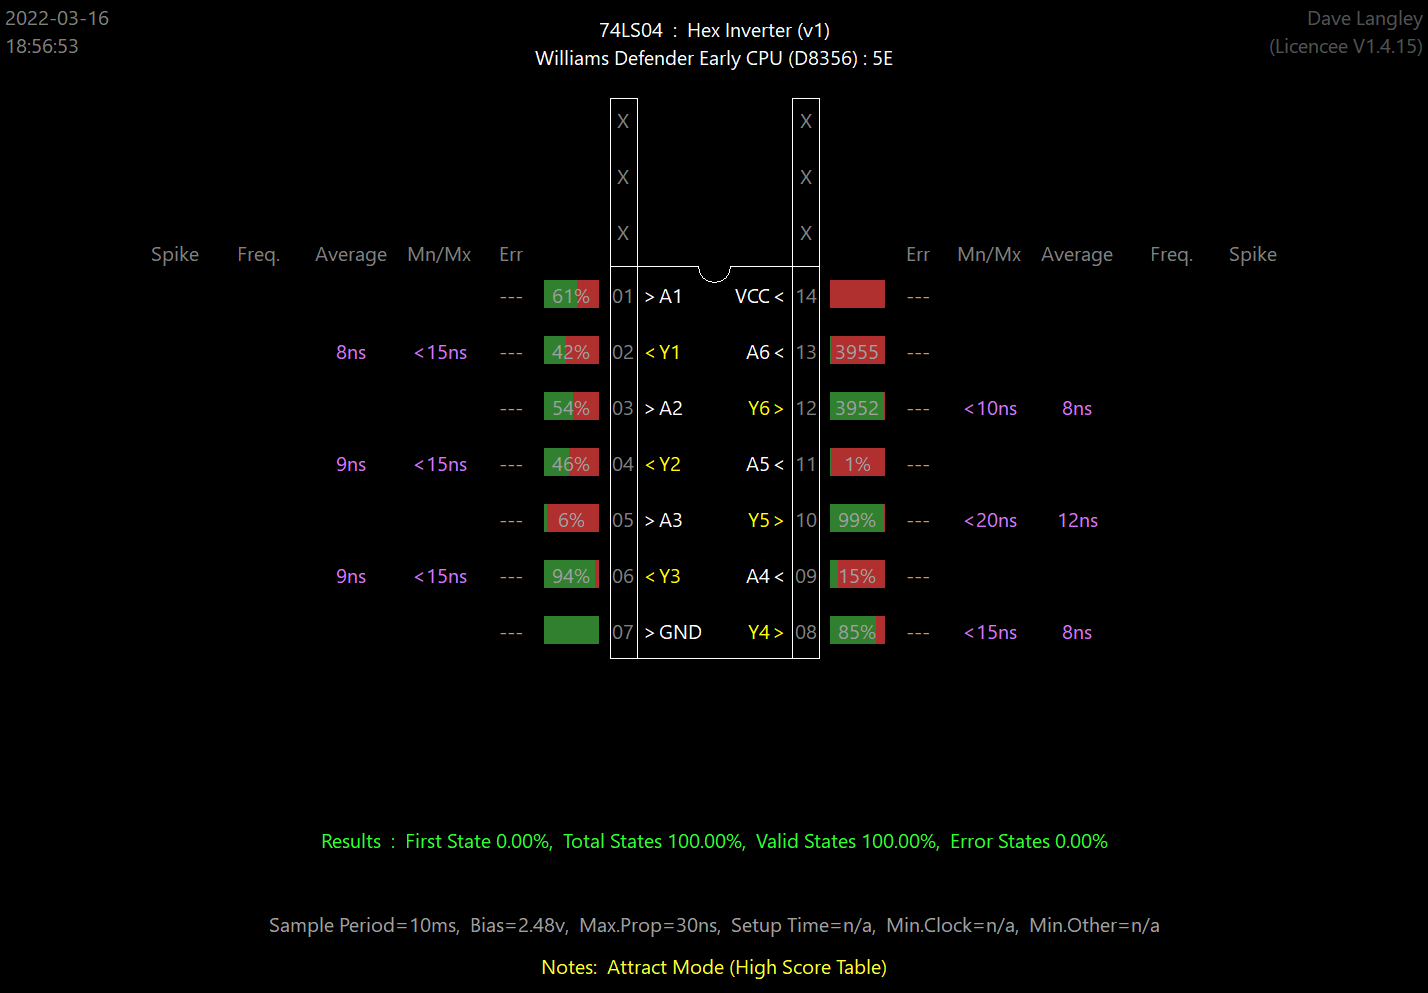 2022-03-16
18:56:53
74LS04 : Hex Inverter (v1)
Williams Defender Early CPU (D8356) : 5E
Dave Langley
(Licencee V1.4.15)
X X
X X
X X
Spike Freq. Average Mn/Mx Err Err Mn/Mx Average Freq. Spike
--- 61% 01 >A1 VCC< 14 ---
8ns <15ns --- 42% 02 <Y1 A6< 13 3955 ---
--- 54% 03 >A2 Y6> 12 3952 --- <10ns 8ns
9ns <15ns --- 46% 04 <Y2 A5< 11 1% ---
--- 6% 05 >A3 Y5> 10 99% --- <20ns 12ns
9ns <15ns --- 94% 06 <Y3 A4< 09 15% ---
--- 07 >GND Y4> 08 85% --- <15ns 8ns
Results : First State 0.00%, Total States 100.00%, Valid States 100.00%, Error States 0.00%
Sample Period=10ms, Bias=2.48v, Max.Prop=30ns, Setup Time=n/a, Min.Clock=n/a, Min.Other=n/a
Notes: Attract Mode (High Score Table)